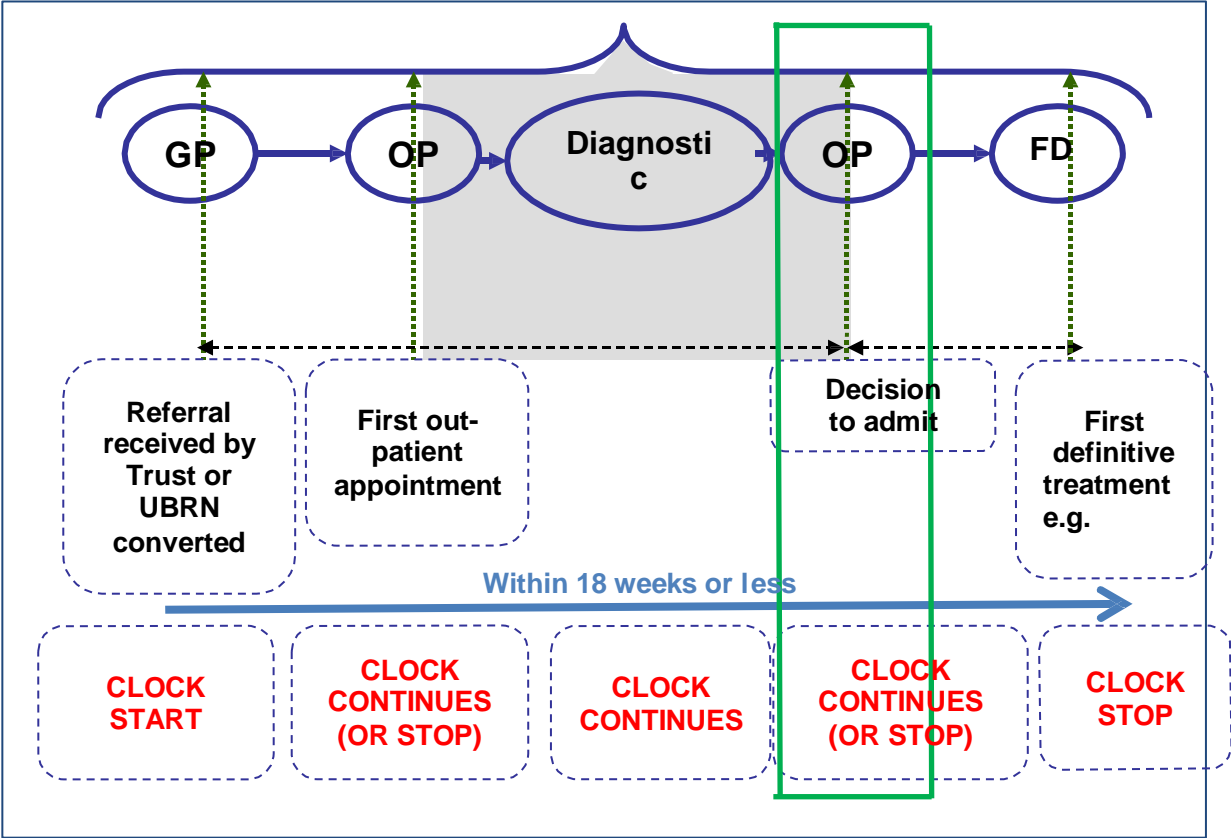 GP
OP
Diagnosti
c
OP
FD
Referral
received by
Trust or
UBRN
converted
First out-
patient
appointment
Decision
to admit
First
definitive
treatment
e.g.
Within 18 weeks or less
CLOCK
START
CLOCK
CONTINUES
(OR STOP)
CLOCK
CONTINUES
CLOCK
CONTINUES
(OR STOP)
CLOCK
STOP